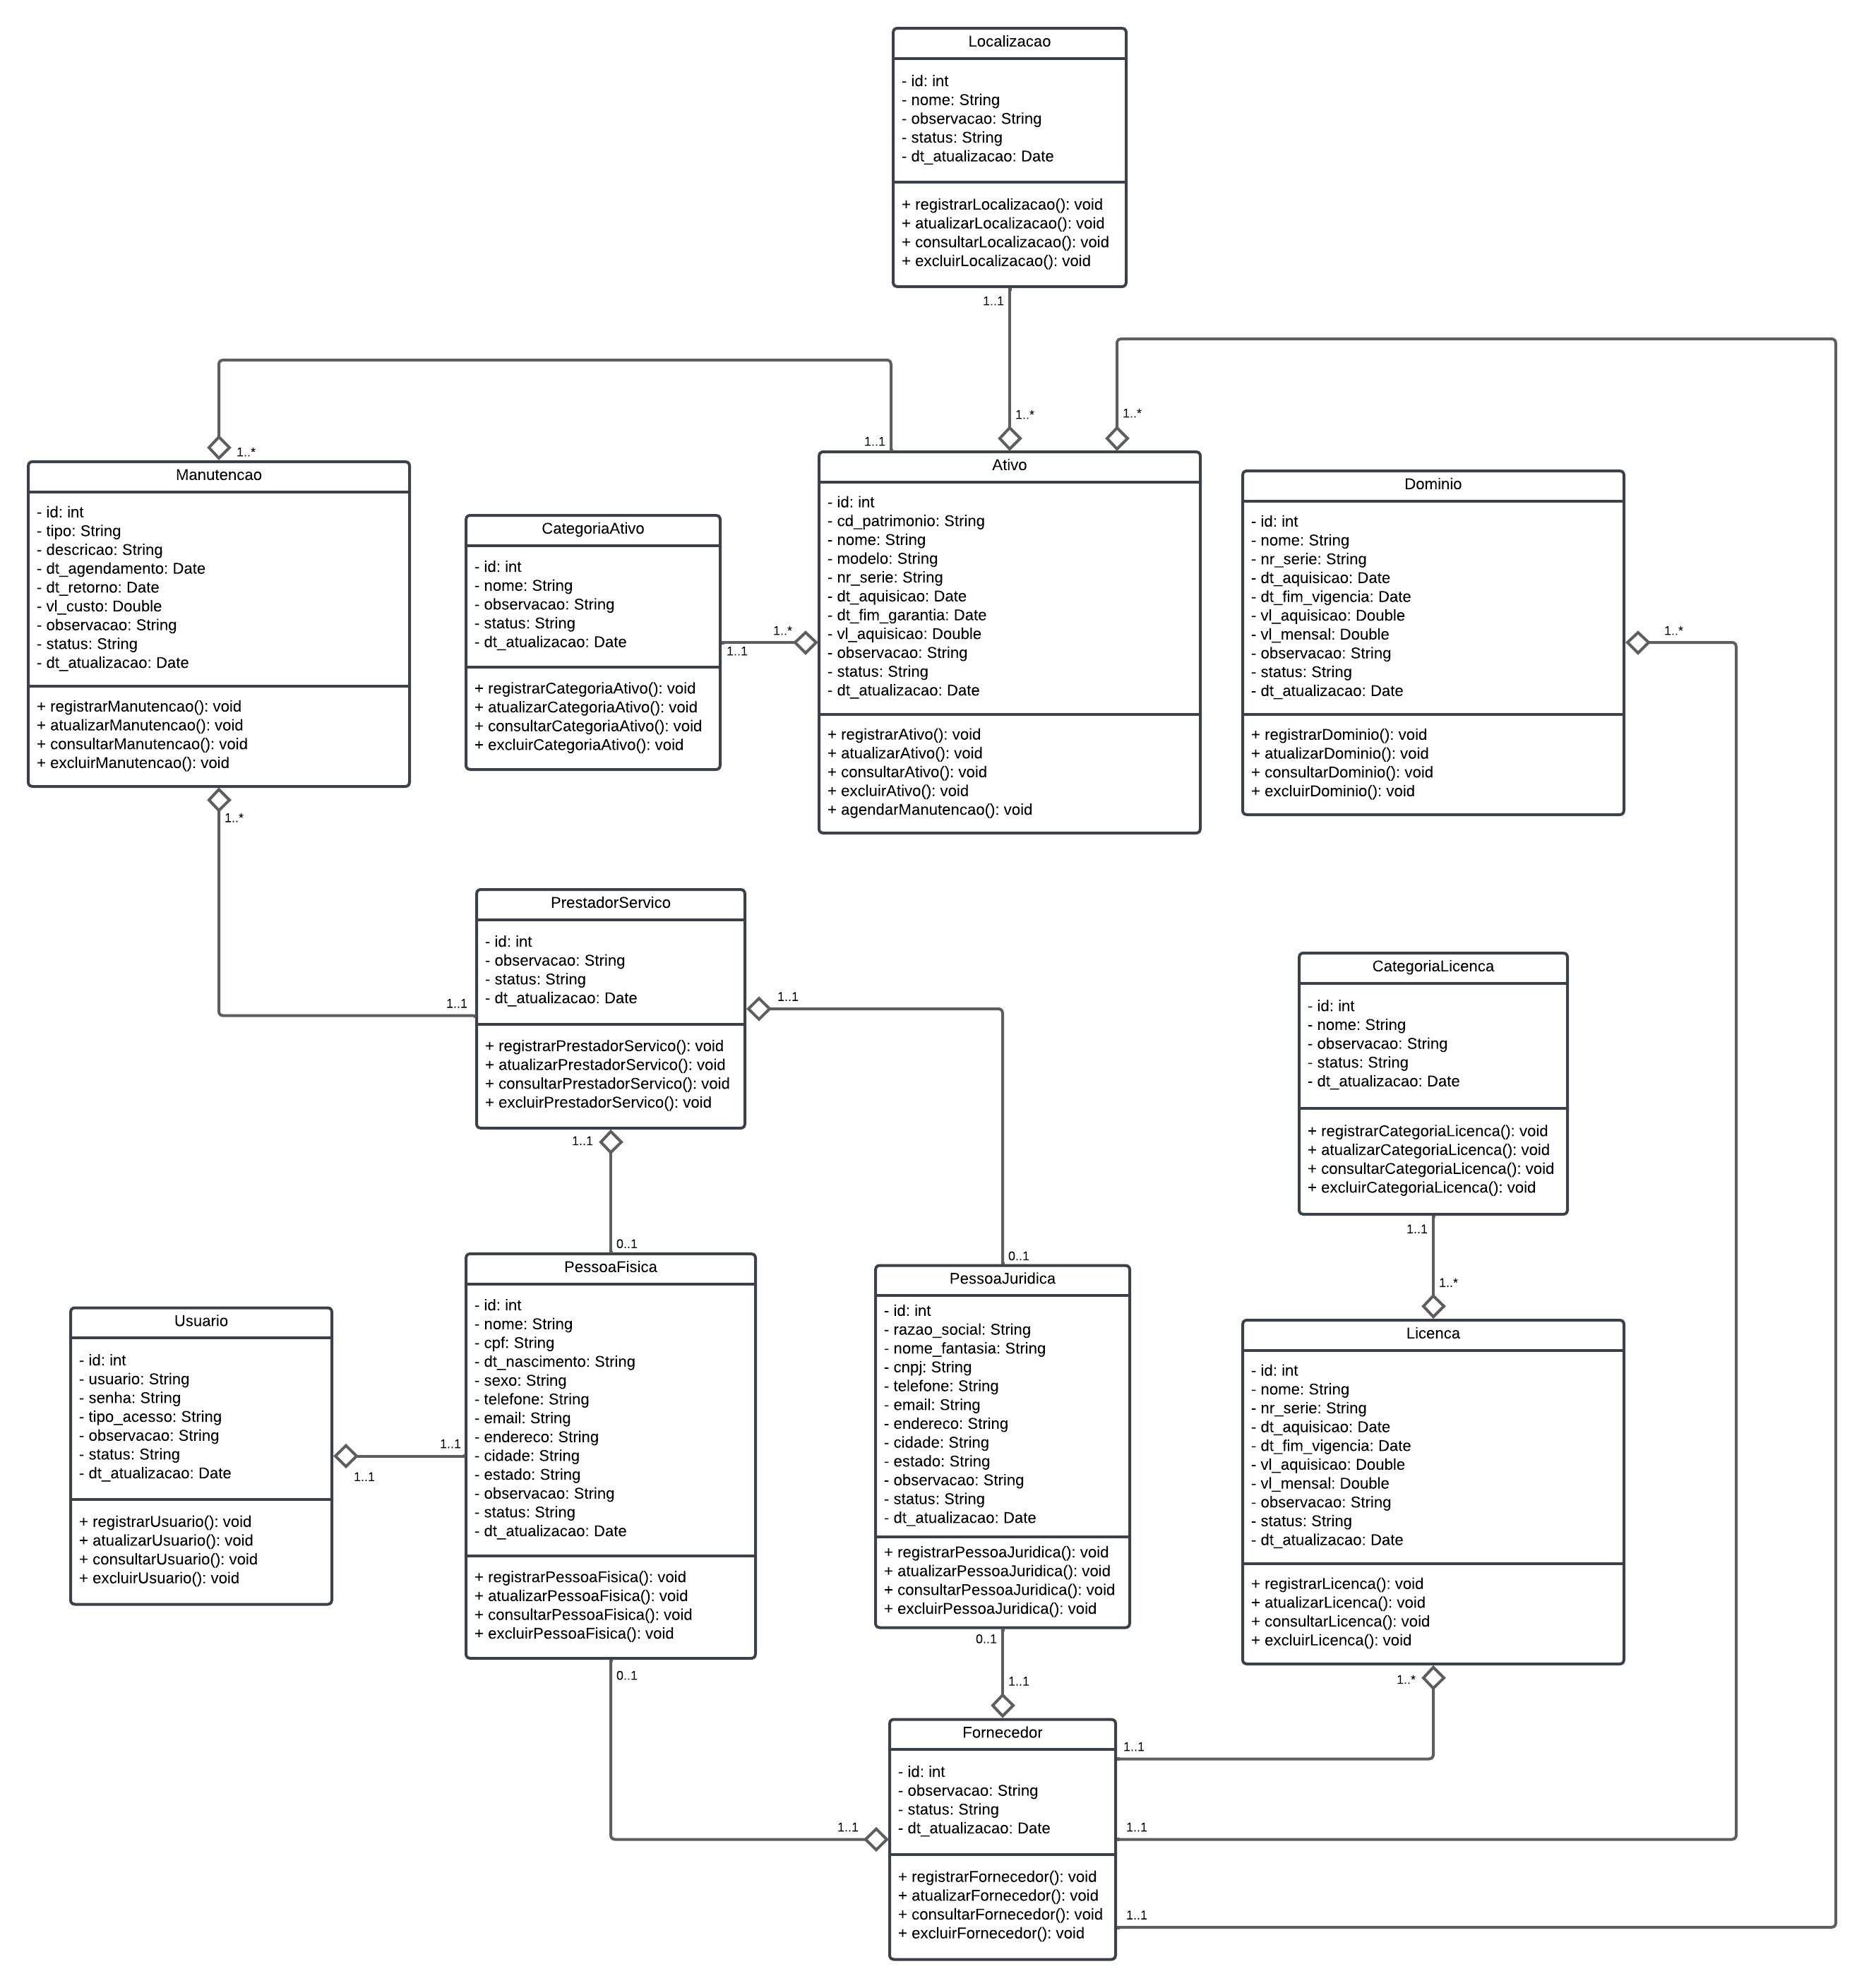 Localizacao
- id: int
- nome: String
- observacao: String
- status: String
- dt_atualizacao: Date
+ registrarLocalizacao(): void
+ atualizarLocalizacao(): void
+ consultarLocalizacao(): void
+ excluirLocalizacao(): void
1..1
1..*
1..*
1..1
1..*
Manutencao
- id: int
- tipo: String
- descricao: String
- dt_agendamento: Date
- dt_retorno: Date
- vl_custo: Double
- observacao: String
- status: String
- dt_atualizacao: Date
+ registrarManutencao(): void
+ atualizarManutencao(): void
+ consultarManutencao(): void
+ excluirManutencao(): void
1..*
CategoriaAtivo
- id: int
- nome: String
- observacao: String
- status: String
- dt_atualizacao: Date
+ registrarCategoriaAtivo(): void
+ atualizarCategoriaAtivo(): void
+ consultarCategoriaAtivo(): void
+ excluirCategoriaAtivo(): void
1..1
1..*
Ativo
- id: int
- cd_patrimonio: String
- nome: String
- modelo: String
- nr_serie: String
- dt_aquisicao: Date
- dt_fim_garantia: Date
- vl_aquisicao: Double
- observacao: String
- status: String
- dt_atualizacao: Date
+ registrarAtivo(): void
+ atualizarAtivo(): void
+ consultarAtivo(): void
+ excluirAtivo(): void
+ agendarManutencao(): void
Dominio
- id: int
- nome: String
- nr_serie: String
- dt_aquisicao: Date
- dt_fim_vigencia: Date
- vl_aquisicao: Double
- vl_mensal: Double
- observacao: String
- status: String
- dt_atualizacao: Date
+ registrarDominio(): void
+ atualizarDominio(): void
+ consultarDominio(): void
+ excluirDominio(): void
1..*
PrestadorServico
- id: int
- observacao: String
- status: String
- dt_atualizacao: Date
+ registrarPrestadorServico(): void
+ atualizarPrestadorServico(): void
+ consultarPrestadorServico(): void
+ excluirPrestadorServico(): void
1..1
1..1
1..1
0..1
0..1
CategoriaLicenca
- id: int
- nome: String
- observacao: String
- status: String
- dt_atualizacao: Date
+ registrarCategoriaLicenca(): void
+ atualizarCategoriaLicenca(): void
+ consultarCategoriaLicenca(): void
+ excluirCategoriaLicenca(): void
1..1
1..*
Usuario
- id: int
- usuario: String
- senha: String
- tipo_acesso: String
- observacao: String
- status: String
- dt_atualizacao: Date
+ registrarUsuario(): void
+ atualizarUsuario(): void
+ consultarUsuario(): void
+ excluirUsuario(): void
1..1
1..1
PessoaFisica
- id: int
- nome: String
- cpf: String
- dt_nascimento: String
- sexo: String
- telefone: String
- email: String
- endereco: String
- cidade: String
- estado: String
- observacao: String
- status: String
- dt_atualizacao: Date
+ registrarPessoaFisica(): void
+ atualizarPessoaFisica(): void
+ consultarPessoaFisica(): void
+ excluirPessoaFisica(): void
0..1
PessoaJuridica
- id: int
- razao_social: String
- nome_fantasia: String
- cnpj: String
- telefone: String
- email: String
- endereco: String
- cidade: String
- estado: String
- observacao: String
- status: String
- dt_atualizacao: Date
+ registrarPessoaJuridica(): void
+ atualizarPessoaJuridica(): void
+ consultarPessoaJuridica(): void
+ excluirPessoaJuridica(): void
0..1
1..1
Licenca
- id: int
- nome: String
- nr_serie: String
- dt_aquisicao: Date
- dt_fim_vigencia: Date
- vl_aquisicao: Double
- vl_mensal: Double
- observacao: String
- status: String
- dt_atualizacao: Date
+ registrarLicenca(): void
+ atualizarLicenca(): void
+ consultarLicenca(): void
+ excluirLicenca(): void
1..*
Fornecedor
- id: int
- observacao: String
- status: String
- dt_atualizacao: Date
+ registrarFornecedor(): void
+ atualizarFornecedor(): void
+ consultarFornecedor(): void
+ excluirFornecedor(): void
1..1
1..1
1..1
1..1